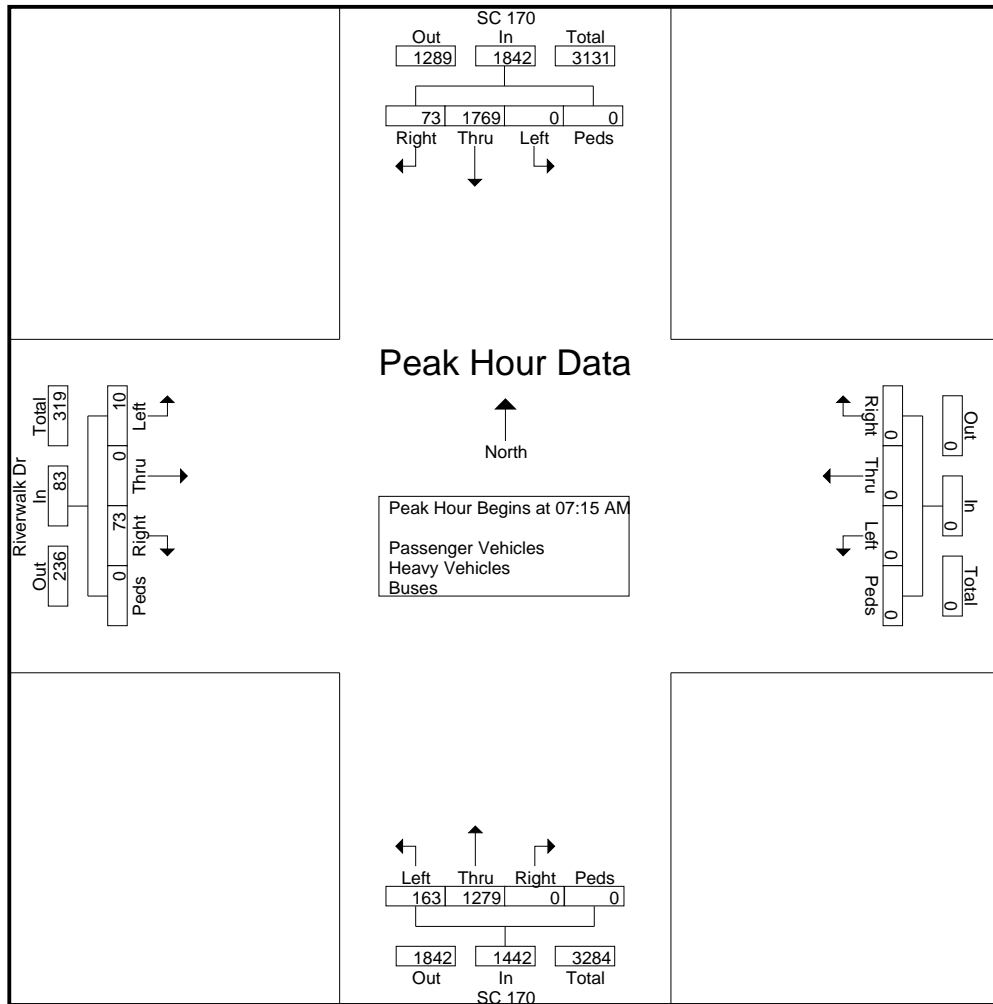 SC 170
Out In Total
1289 1842 3131
73 1769 0 0
Right Thru Left Peds
Peak Hour Data
North
Peak Hour Begins at 07:15 AM
Passenger Vehicles
Heavy Vehicles
Buses
Riverwalk Dr
Out In Total
236 83 319
0 73 0 10
Peds Right Thru Left
Right Thru Left Peds
0 0 0 0
Out In Total
0 0 0
Left Thru Right Peds
163 1279 0 0
1842 1442 3284
Out In Total
SC 170